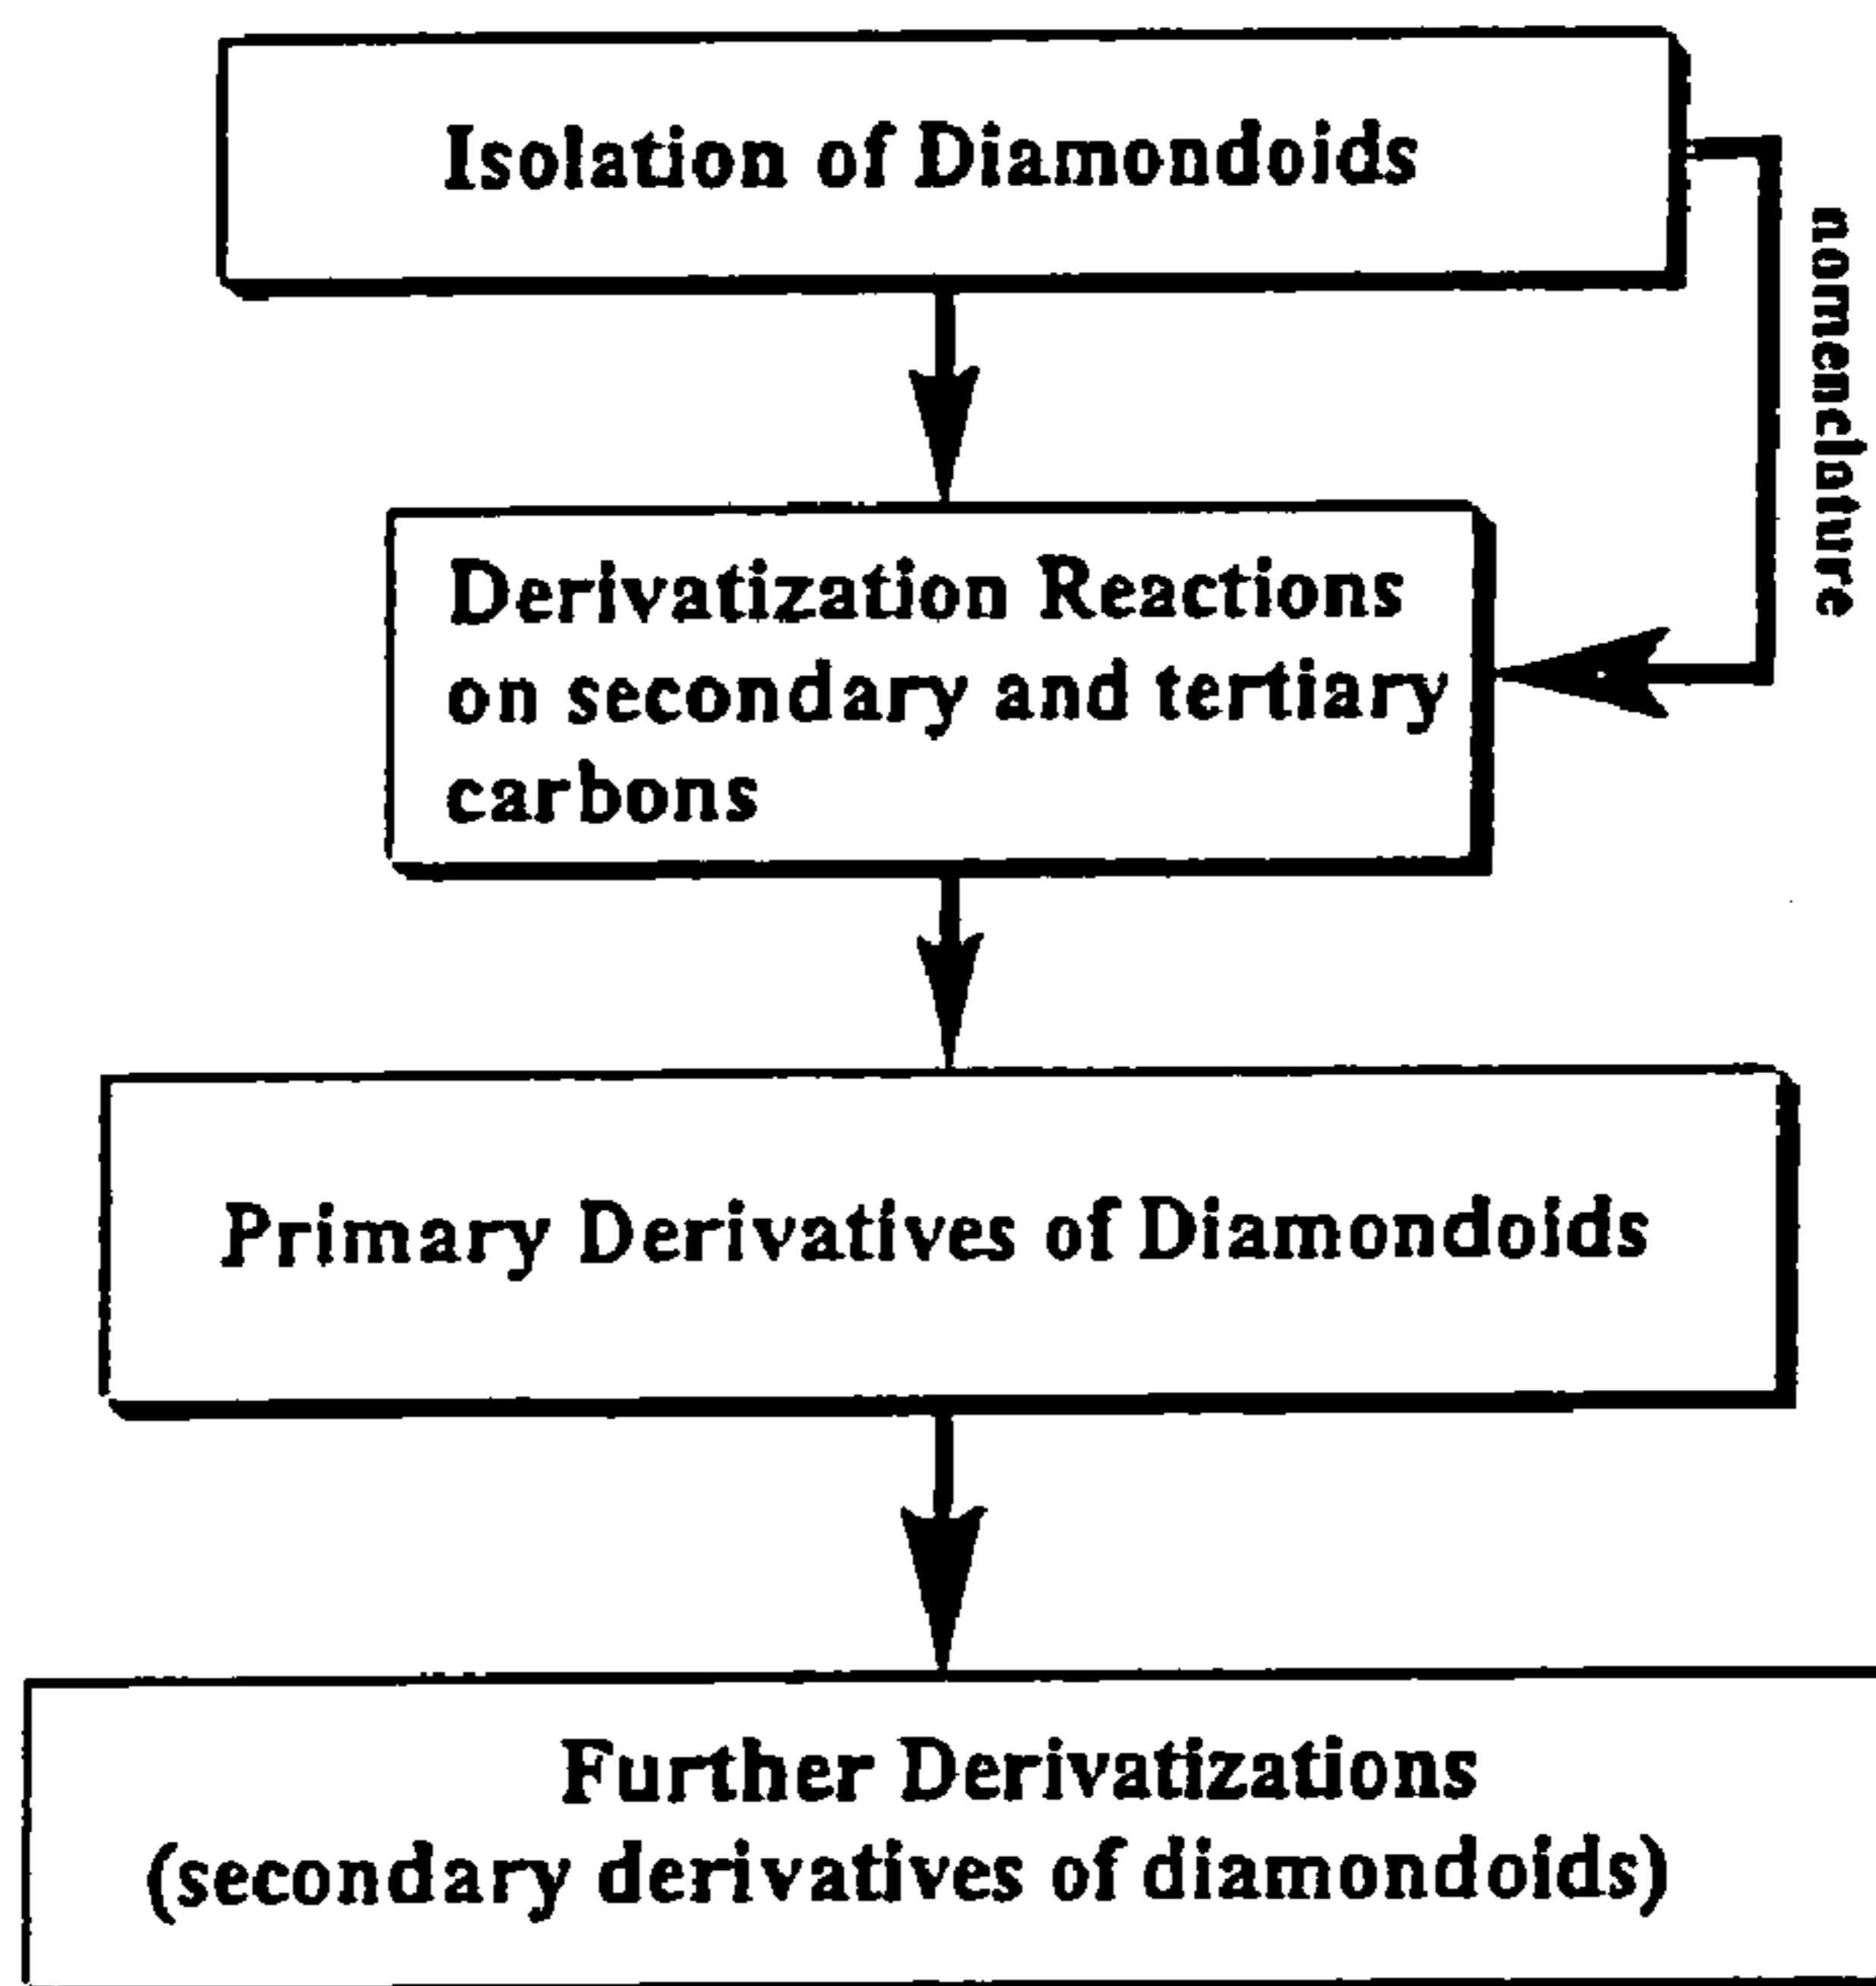 Isolation of Diamondoids
nomenclature
Derivatization Reactions
on secondary and tertiary
carbons
Primary Derivatives of Diamondoids
Further Derivatizations
(secondary derivatives of diamondoids)